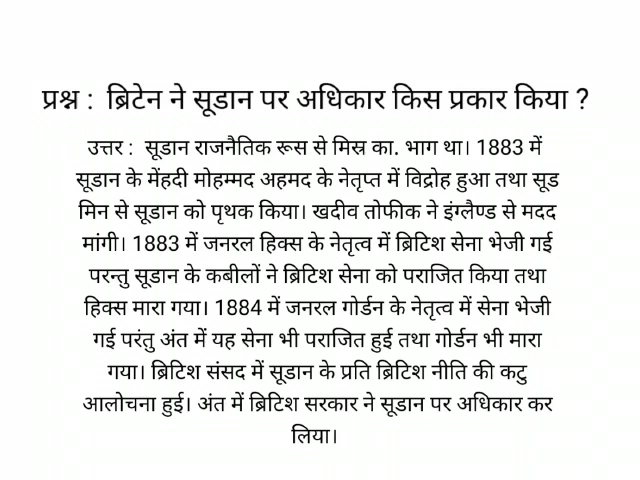 प्रश्न : ब्रिटेन ने सूडान पर अधिकार किस प्रकार किया ?
उत्तर : सूडान राजनैतिक रूस से मिस्र का. भाग था। 1883 में
सूडान के मेंहदी मोहम्मद अहमद के नेतृप्त में विद्रोह हुआ तथा सूड
मिन से सूडान को पृथक किया। खदीव तोफीक ने इंग्लैण्ड से मदद
मांगी। 1883 में जनरल हिक्स के नेतृत्व में ब्रिटिश सेना भेजी गई
परन्तु सूडान के कबीलों ने ब्रिटिश सेना को पराजित किया तथा
हिक्स मारा गया। 1884 में जनरल गोर्डन के नेतृत्व में सेना भेजी
गई परंतु अंत में यह सेना भी पराजित हुई तथा गोर्डन भी मारा
गया। ब्रिटिश संसद में सूडान के प्रति ब्रिटिश नीति की कटु
आलोचना हुई। अंत में ब्रिटिश सरकार ने सूडान पर अधिकार कर
लिया।